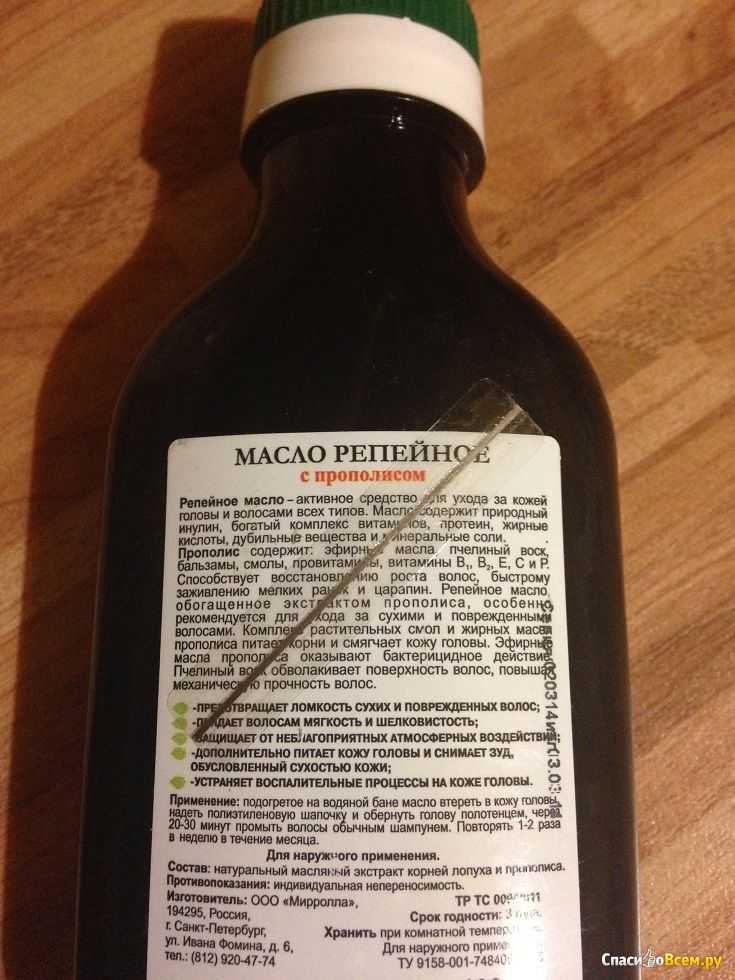 МАСЛО РЕПЕЙНОЕ
с прополисом
Репейное масло – активное средство для ухода за кожей
головы и волосами всех типов. Масло содержит природный
инулин, богатый комплекс витаминов, протеин, жирные
кислоты, дубильные вещества и минеральные соли.
Прополис содержит: эфирные масла, пчелиный воск,
бальзамы, смолы, провитамины, витамины В₁, В₂, Е, С и Р.
Способствует восстановлению роста волос, быстрому
заживлению мелких ранок и царапин. Репейное масло,
обогащенное экстрактом прополиса, особенно
рекомендуется для ухода за сухими и поврежденными
волосами. Комплекс растительных смол и жирных масел
прополиса питает корни и смягчает кожу головы. Эфирные
масла прополиса оказывают бактерицидное действие.
Пчелиный воск обволакивает поверхность волос, повышая
механическую прочность волос.
-ПРЕДОТВРАЩАЕТ ЛОМКОСТЬ СУХИХ И ПОВРЕЖДЕННЫХ ВОЛОС;
-ПРИДАЕТ ВОЛОСАМ МЯГКОСТЬ И ШЕЛКОВИСТОСТЬ;
-ЗАЩИЩАЕТ ОТ НЕБЛАГОПРИЯТНЫХ АТМОСФЕРНЫХ ВОЗДЕЙСТВИЙ;
-ДОПОЛНИТЕЛЬНО ПИТАЕТ КОЖУ ГОЛОВЫ И СНИМАЕТ ЗУД,
ОБУСЛОВЛЕННЫЙ СУХОСТЬЮ КОЖИ;
-УСТРАНЯЕТ ВОСПАЛИТЕЛЬНЫЕ ПРОЦЕССЫ НА КОЖЕ ГОЛОВЫ.
Применение: подогретое на водяной бане масло втереть в кожу головы,
надеть полиэтиленовую шапочку и обернуть голову полотенцем, через
20-30 минут промыть волосы обычным шампунем. Повторять 1-2 раза
в неделю в течение месяца.
Для наружного применения.
Состав: натуральный масляный экстракт корней лопуха и прополиса.
Противопоказания: индивидуальная непереносимость.
Изготовитель: ООО «Мирролла»,
194295, Россия,
г. Санкт-Петербург,
ул. Ивана Фомина, д. 6,
тел.: (812) 920-47-74
ТР ТС
Срок годности: 3 года.
Хранить при комнатной
Для наружного
ТУ 9158-001-74840
СпасибоВсем.ру